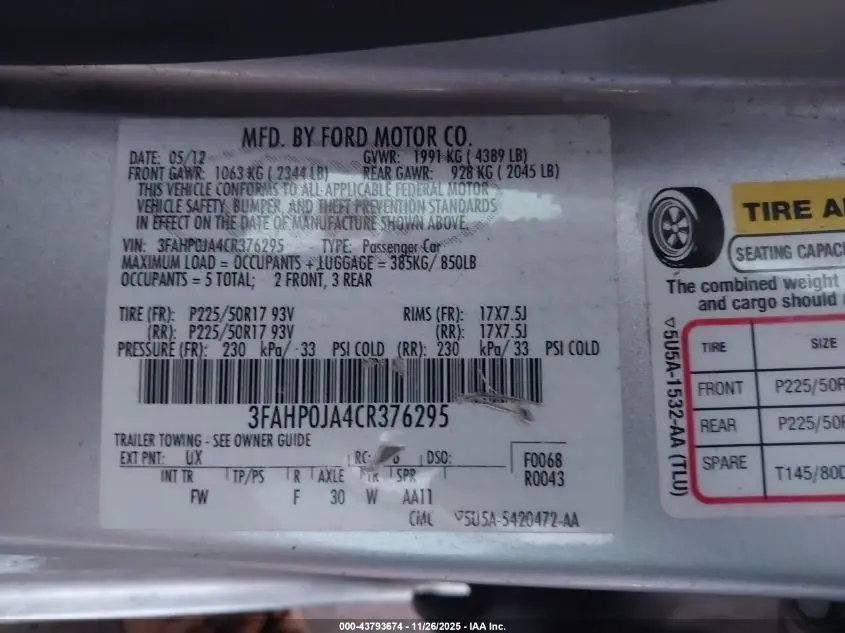 MFD. BY FORD MOTOR CO.
DATE: 05/12 GVWR: 1991 KG ( 4389 LB)
FRONT GAWR: 1063 KG ( 2344 LB) REAR GAWR: 928 KG ( 2045 LB)
THIS VEHICLE CONFORMS TO ALL APPLICABLE FEDERAL MOTOR
VEHICLE SAFETY, BUMPER, AND THEFT PREVENTION STANDARDS
IN EFFECT ON THE DATE OF MANUFACTURE SHOWN ABOVE.
VIN: 3FAHP0JA4CR376295 TYPE: Passenger Car
MAXIMUM LOAD = OCCUPANTS + LUGGAGE = 385KG/ 850LB
OCCUPANTS = 5 TOTAL; 2 FRONT, 3 REAR
TIRE (FR): P225/50R17 93V RIMS (FR): 17X7.5J
(RR): P225/50R17 93V (RR): 17X7.5J
PRESSURE (FR): 230 kPa/ 33 PSI COLD (RR): 230 kPa/ 33 PSI COLD
3FAHP0JA4CR376295
TRAILER TOWING - SEE OWNER GUIDE
EXT PNT: UX RC: DSO: F0068
R0043
INT TR TP/PS R AXLE TR SPR
FW F 30 W AA11
CMC ▽5U5A-5420472-AA
TIRE A
SEATING CAPAC
The combined weight
and cargo should
TIRE SIZE
FRONT P225/50R
REAR P225/50
SPARE T145/80D
▽5U5A-1532-AA (TLU)
000-43793674 - 11/26/2025 - IAA Inc.